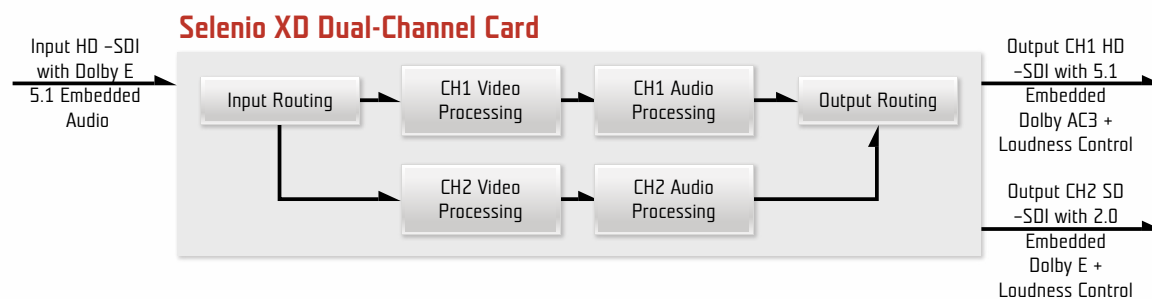 Selenio XD Dual-Channel Card
Input HD –SDI
with Dolby E
5.1 Embedded
Audio
Input Routing
CH1 Video
Processing
CH1 Audio
Processing
Output Routing
CH2 Video
Processing
CH2 Audio
Processing
Output CH1 HD
–SDI with 5.1
Embedded
Dolby AC3 +
Loudness Control
Output CH2 SD
–SDI with 2.0
Embedded
Dolby E +
Loudness Control